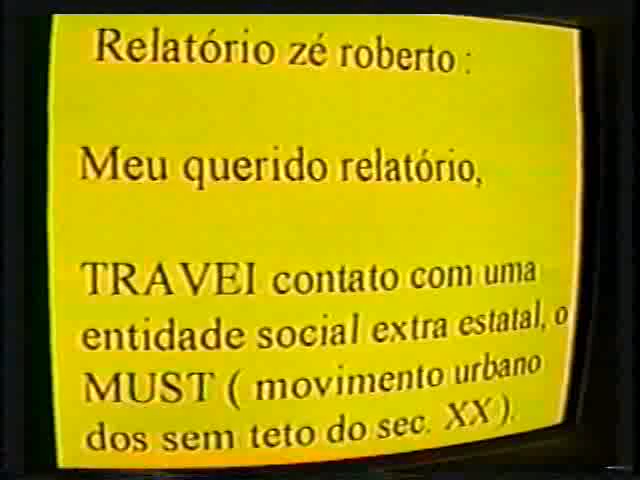 Relatório zé roberto :
Meu querido relatório,
TRAVEI contato com uma
entidade social extra estatal, o
MUST ( movimento urbano
dos sem teto do sec. XX ).